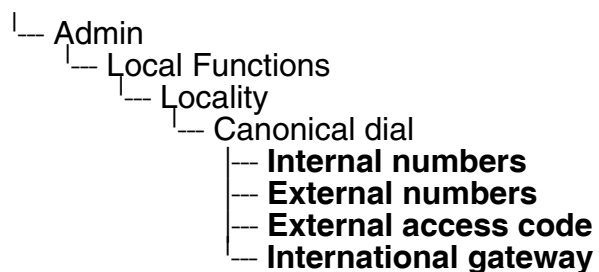 |--- Admin
|--- Local Functions
|--- Locality
|--- Canonical dial
|--- Internal numbers
|--- External numbers
|--- External access code
|--- International gateway